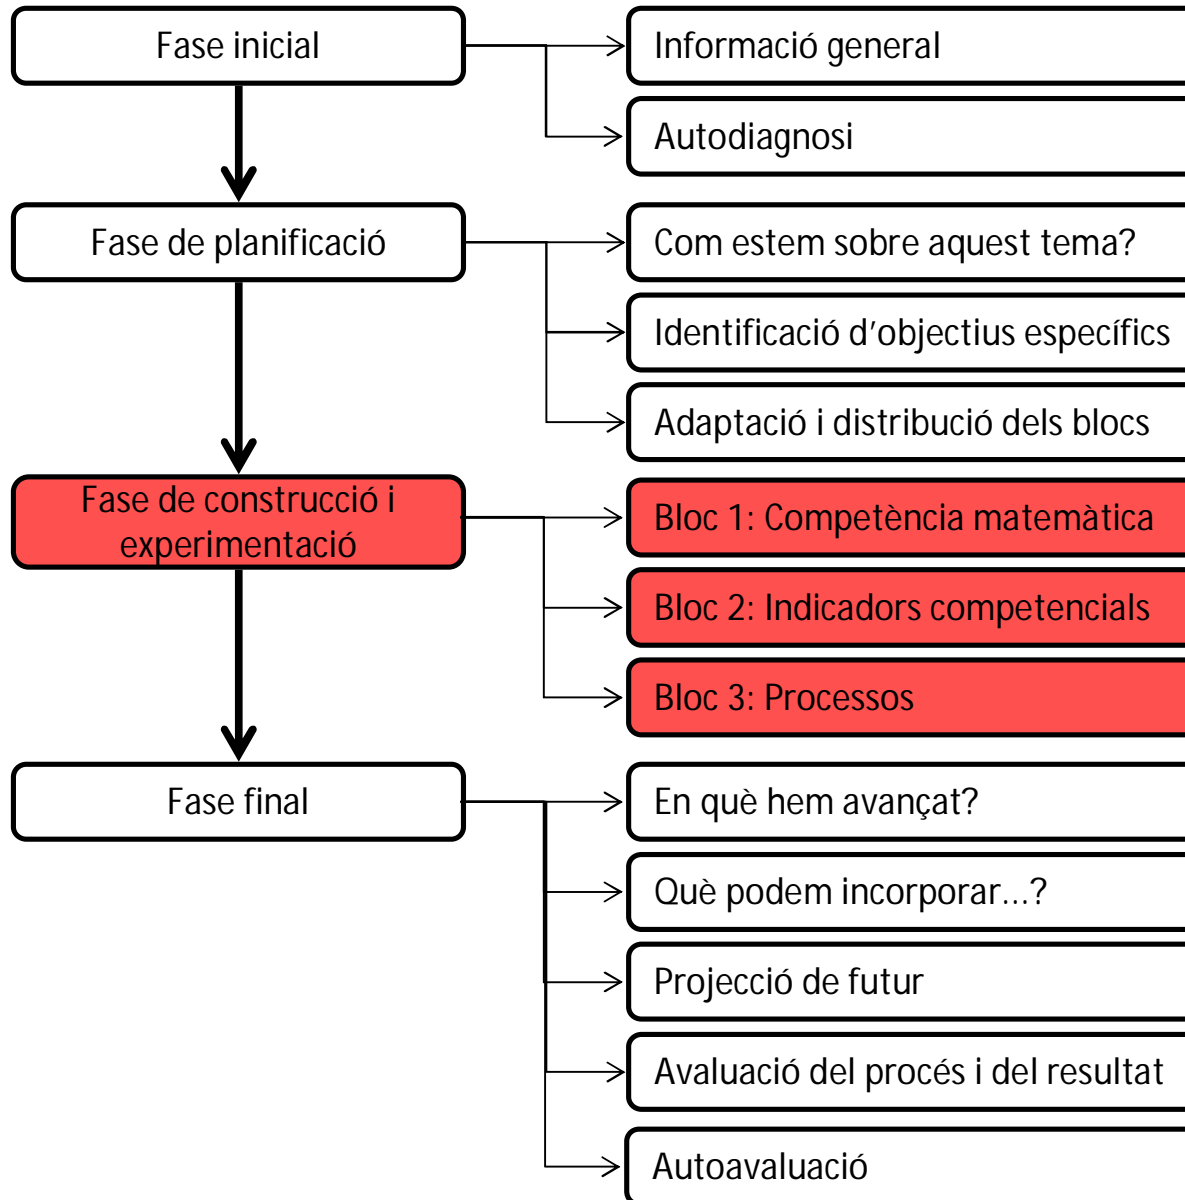 Fase inicial
Informació general
Autodiagnosi
Fase de planificació
Com estem sobre aquest tema?
Identificació d’objectius específics
Adaptació i distribució dels blocs
Fase de construcció i
experimentació
Bloc 1: Competència matemàtica
Bloc 2: Indicadors competencials
Bloc 3: Processos
Fase final
En què hem avançat?
Què podem incorporar...?
Projecció de futur
Avaluació del procés i del resultat
Autoavaluació